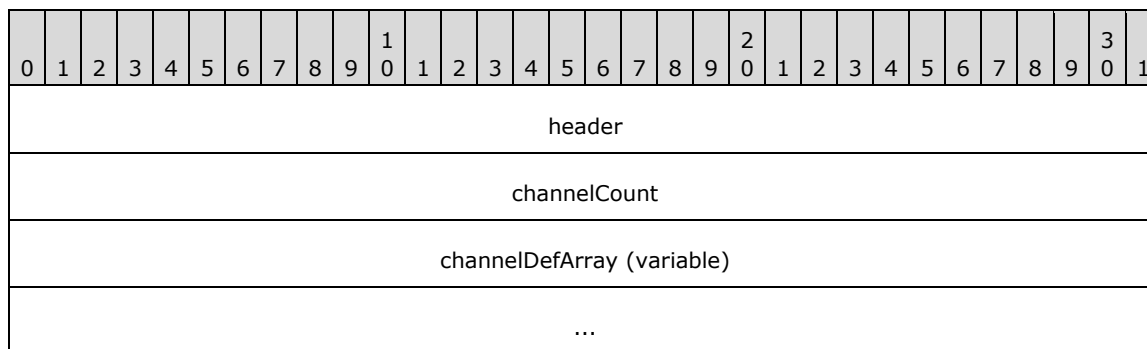 1 2 3
0 1 2 3 4 5 6 7 8 9 0 1 2 3 4 5 6 7 8 9 0 1 2 3 4 5 6 7 8 9 0 1
header
channelCount
channelDefArray (variable)
...